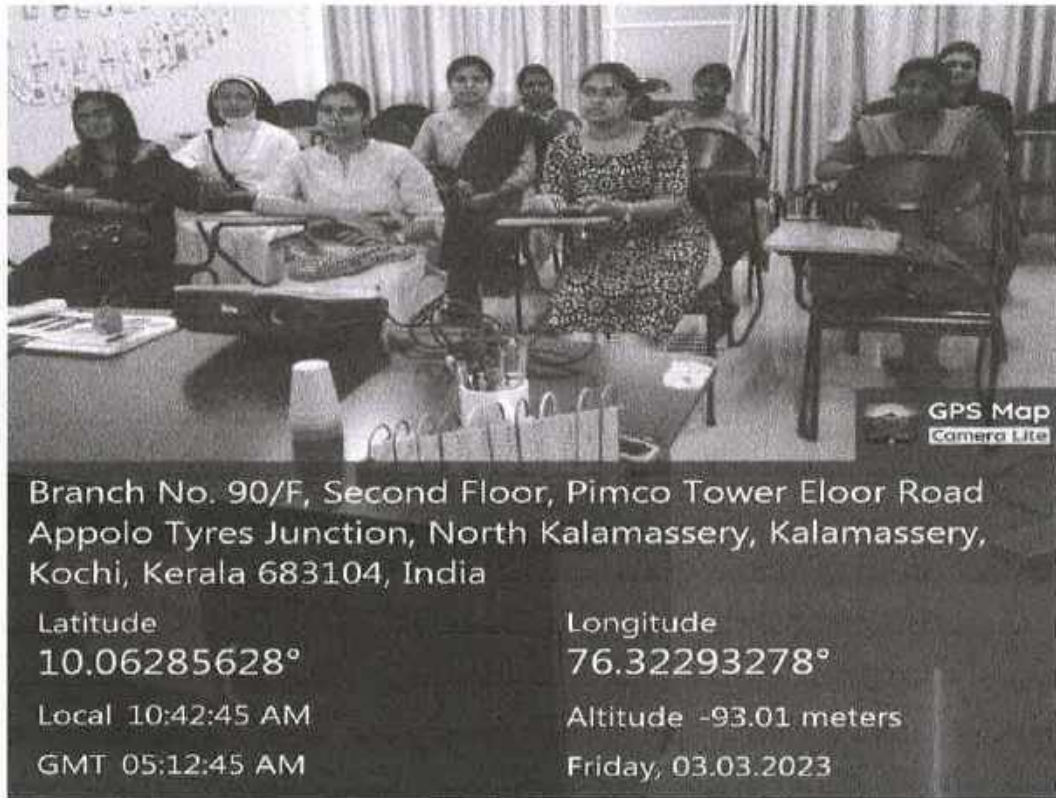 GPS Map
Camera Lite
Branch No. 90/F, Second Floor, Pimco Tower Eloor Road
Appolo Tyres Junction, North Kalamassery, Kalamassery,
Kochi, Kerala 683104, India
Latitude
10.06285628°
Longitude
76.32293278°
Local 10:42:45 AM
Altitude -93.01 meters
GMT 05:12:45 AM
Friday, 03.03.2023